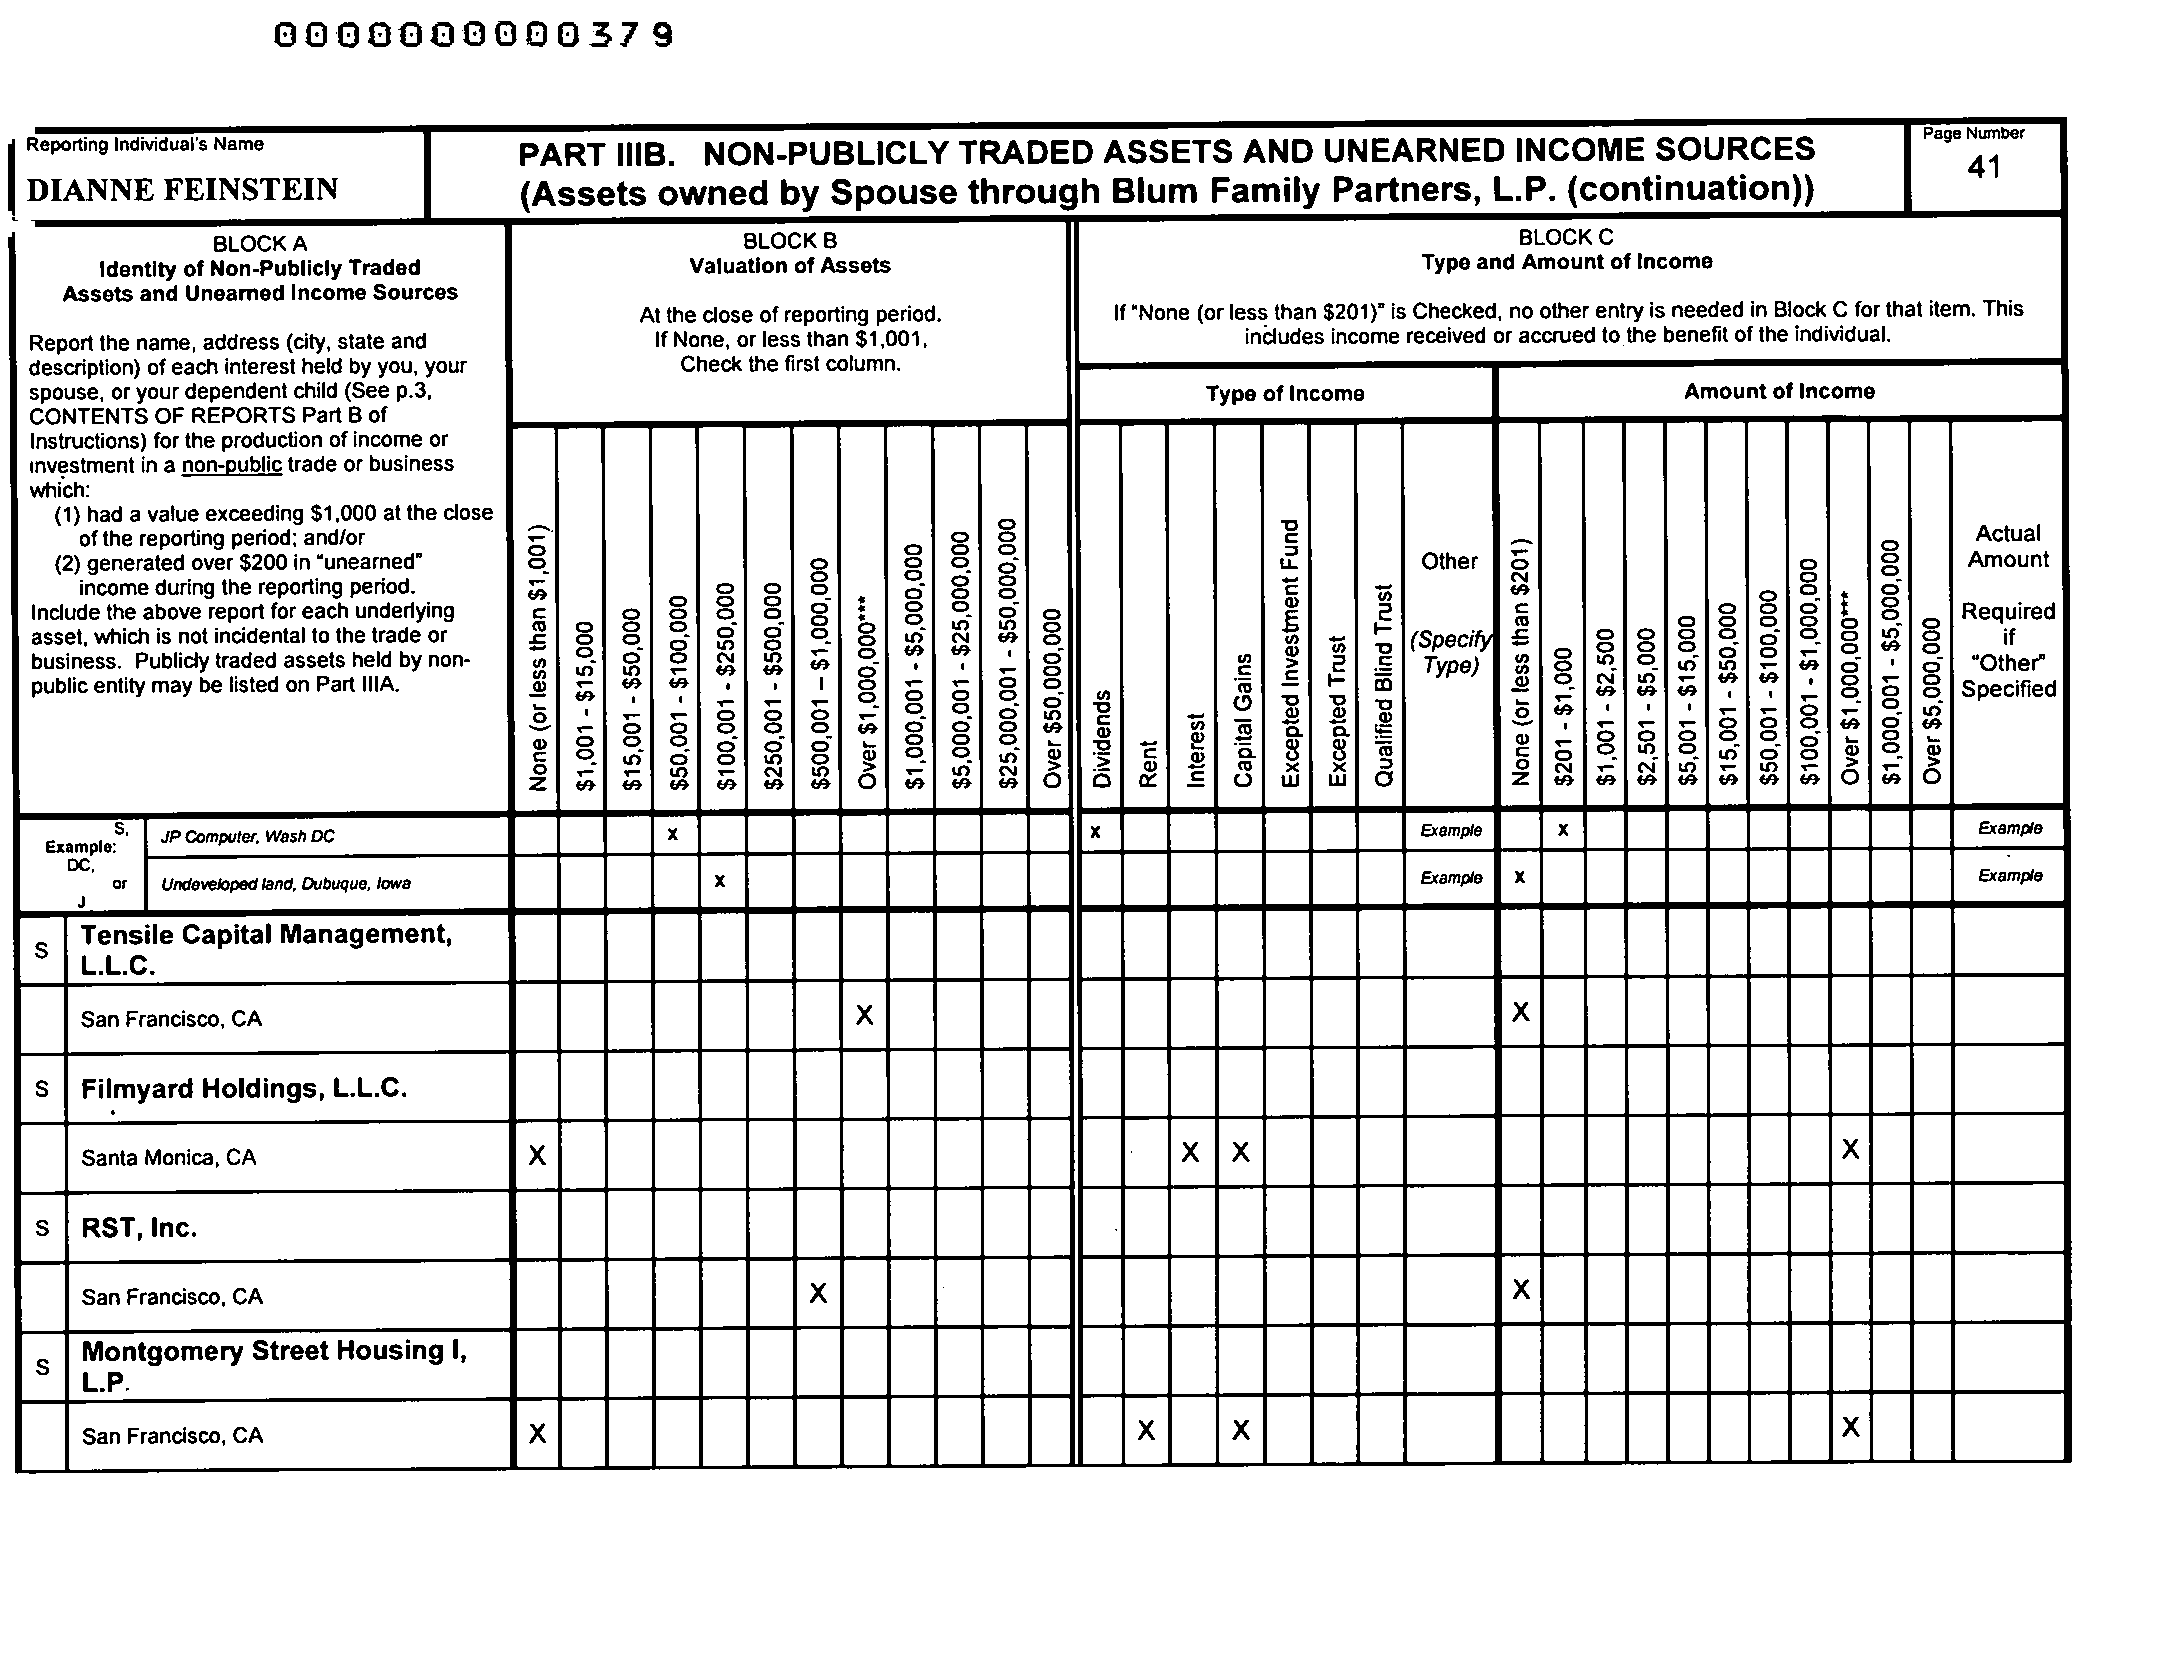 0000000000379
Reporting Individual's Name
DIANNE FEINSTEIN
PART IIIB. NON-PUBLICLY TRADED ASSETS AND UNEARNED INCOME SOURCES
(Assets owned by Spouse through Blum Family Partners, L.P. (continuation))
Page Number
41
BLOCK A
Identity of Non-Publicly Traded
Assets and Unearned Income Sources
Report the name, address (city, state and
description) of each interest held by you, your
spouse, or your dependent child (See p.3,
CONTENTS OF REPORTS Part B of
Instructions) for the production of income or
investment in a non-public trade or business
which:
(1) had a value exceeding $1,000 at the close
of the reporting period; and/or
(2) generated over $200 in "unearned"
income during the reporting period.
Include the above report for each underlying
asset, which is not incidental to the trade or
business. Publicly traded assets held by non-
public entity may be listed on Part IIIA.
BLOCK B
Valuation of Assets
At the close of reporting period.
If None, or less than $1,001,
Check the first column.
None (or less than $1,001)
$1,001 - $15,000
$15,001 - $50,000
$50,001 - $100,000
$100,001 - $250,000
$250,001 - $500,000
$500,001 – $1,000,000
Over $1,000,000***
$1,000,001 - $5,000,000
$5,000,001 - $25,000,000
$25,000,001 - $50,000,000
Over $50,000,000
BLOCK C
Type and Amount of Income
If "None (or less than $201)" is Checked, no other entry is needed in Block C for that item. This
includes income received or accrued to the benefit of the individual.
Type of Income
Dividends
Rent
Interest
Capital Gains
Excepted Investment Fund
Excepted Trust
Qualified Blind Trust
Other
(Specify
Type)
Amount of Income
None (or less than $201)
$201 - $1,000
$1,001 - $2,500
$2,501 - $5,000
$5,001 - $15,000
$15,001 - $50,000
$50,001 - $100,000
$100,001 - $1,000,000
Over $1,000,000***
$1,000,001 - $5,000,000
Over $5,000,000
Actual
Amount
Required
if
"Other"
Specified
Example: S, DC, or J
JP Computer, Wash DC x x Example x Example
Undeveloped land, Dubuque, Iowa x Example x Example
S Tensile Capital Management,
L.L.C.
San Francisco, CA X X
S Filmyard Holdings, L.L.C.
Santa Monica, CA X X X X
S RST, Inc.
San Francisco, CA X X
S Montgomery Street Housing I,
L.P.
San Francisco, CA X X X X